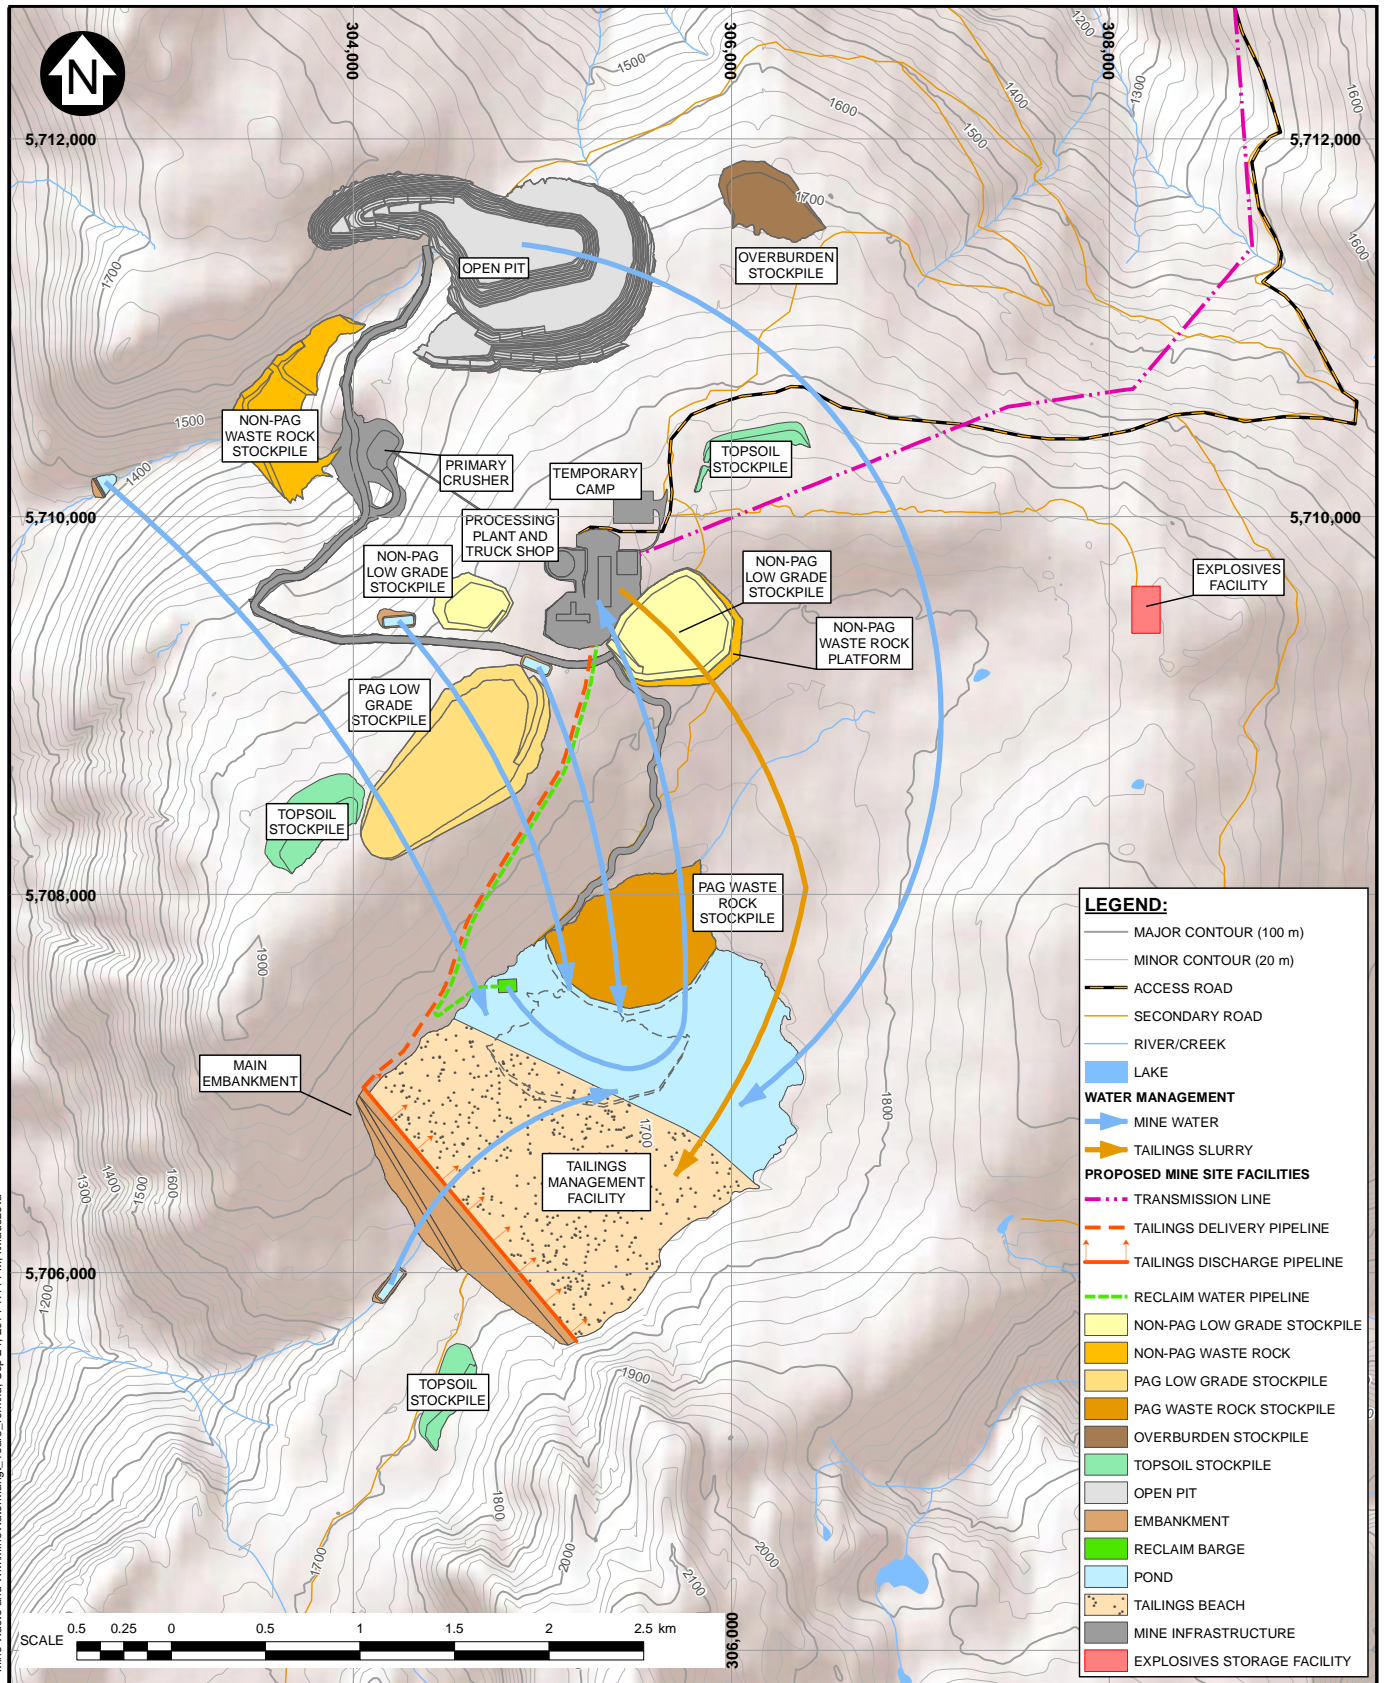 N
304,000
306,000
308,000
1200
1500
1400
1300
1600
1600
5,712,000
5,712,000
1500
1700
1600
1700
OVERBURDEN
STOCKPILE
OPEN PIT
1500
NON-PAG
WASTE ROCK
STOCKPILE
1400
PRIMARY
CRUSHER
TEMPORARY
CAMP
TOPSOIL
STOCKPILE
5,710,000
5,710,000
PROCESSING
PLANT AND
TRUCK SHOP
NON-PAG
LOW GRADE
STOCKPILE
NON-PAG
LOW GRADE
STOCKPILE
EXPLOSIVES
FACILITY
NON-PAG
WASTE ROCK
PLATFORM
PAG LOW
GRADE
STOCKPILE
TOPSOIL
STOCKPILE
5,708,000
PAG WASTE
ROCK
STOCKPILE
1900
MAIN
EMBANKMENT
1800
1700
TAILINGS
MANAGEMENT
FACILITY
1300
1400
1500
1600
5,706,000
1200
1900
TOPSOIL
STOCKPILE
1800
1700
2000
2100
2000
306,000
SCALE
0.5 0.25 0 0.5 1 1.5 2 2.5 km
LEGEND:
MAJOR CONTOUR (100 m)
MINOR CONTOUR (20 m)
ACCESS ROAD
SECONDARY ROAD
RIVER/CREEK
LAKE
WATER MANAGEMENT
MINE WATER
TAILINGS SLURRY
PROPOSED MINE SITE FACILITIES
TRANSMISSION LINE
TAILINGS DELIVERY PIPELINE
TAILINGS DISCHARGE PIPELINE
RECLAIM WATER PIPELINE
NON-PAG LOW GRADE STOCKPILE
NON-PAG WASTE ROCK
PAG LOW GRADE STOCKPILE
PAG WASTE ROCK STOCKPILE
OVERBURDEN STOCKPILE
TOPSOIL STOCKPILE
OPEN PIT
EMBANKMENT
RECLAIM BARGE
POND
TAILINGS BEACH
MINE INFRASTRUCTURE
EXPLOSIVES STORAGE FACILITY